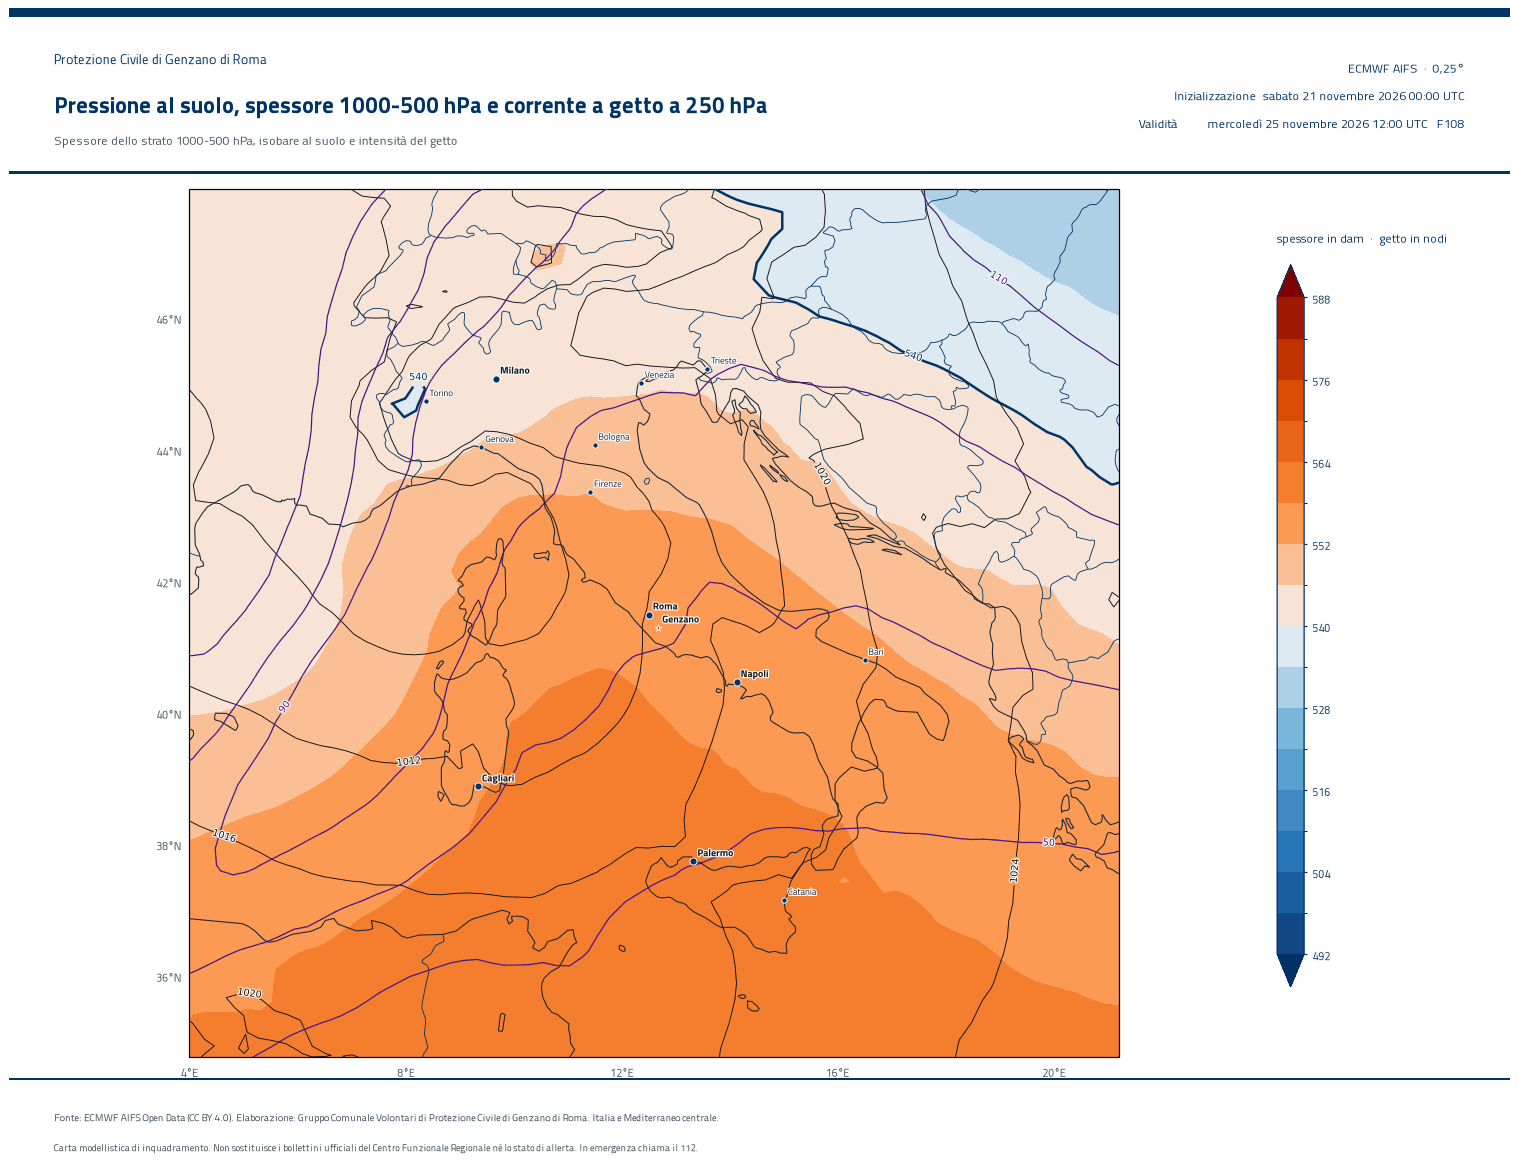 Protezione Civile di Genzano di Roma
Pressione al suolo, spessore 1000-500 hPa e corrente a getto a 250 hPa
Spessore dello strato 1000-500 hPa, isobare al suolo e intensità del getto
ECMWF AIFS · 0,25°
Inizializzazione sabato 21 novembre 2026 00:00 UTC
Validità mercoledì 25 novembre 2026 12:00 UTC F108
spessore in dam · getto in nodi
588
576
564
552
540
528
516
504
492
46°N
44°N
42°N
40°N
38°N
36°N
4°E
8°E
12°E
16°E
20°E
110
540
Trieste
Milano
Venezia
540
Torino
Genova
Bologna
1020
Firenze
Roma
Genzano
Bari
Napoli
90
1012
Cagliari
1016
50
Palermo
1024
Catania
1020
Fonte: ECMWF AIFS Open Data (CC BY 4.0). Elaborazione: Gruppo Comunale Volontari di Protezione Civile di Genzano di Roma. Italia e Mediterraneo centrale.
Carta modellistica di inquadramento. Non sostituisce i bollettini ufficiali del Centro Funzionale Regionale né lo stato di allerta. In emergenza chiama il 112.